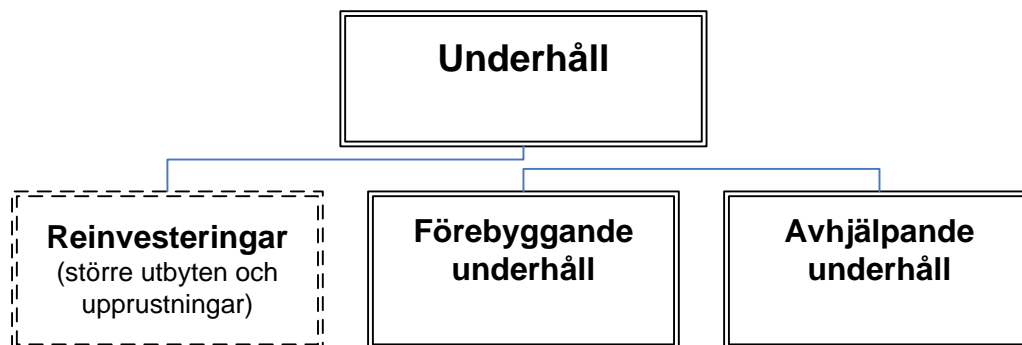 Underhåll
Reinvesteringar
(större utbyten och
upprustningar)
Förebyggande
underhåll
Avhjälpande
underhåll